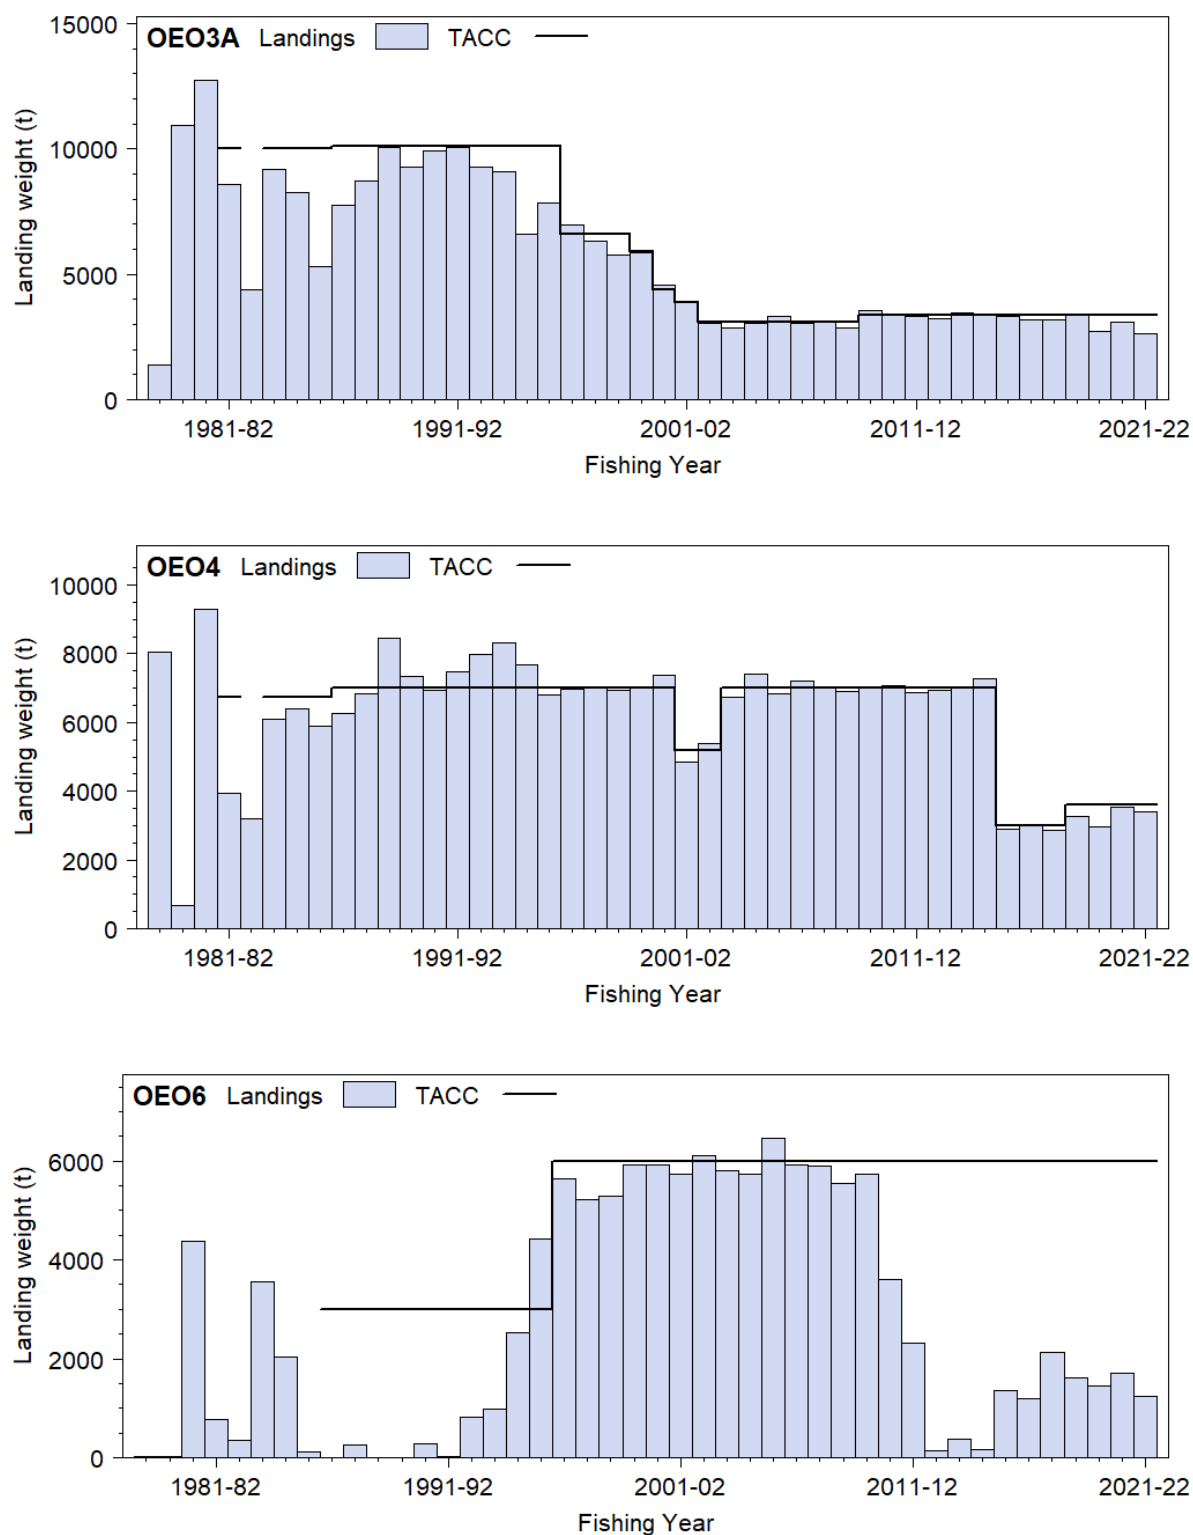 OEO3A Landings TACC
Landing weight (t)
15000
10000
5000
0
1981-82 1991-92 2001-02 2011-12 2021-22
Fishing Year
OEO4 Landings TACC
Landing weight (t)
10000
8000
6000
4000
2000
0
1981-82 1991-92 2001-02 2011-12 2021-22
Fishing Year
OEO6 Landings TACC
Landing weight (t)
6000
4000
2000
0
1981-82 1991-92 2001-02 2011-12 2021-22
Fishing Year